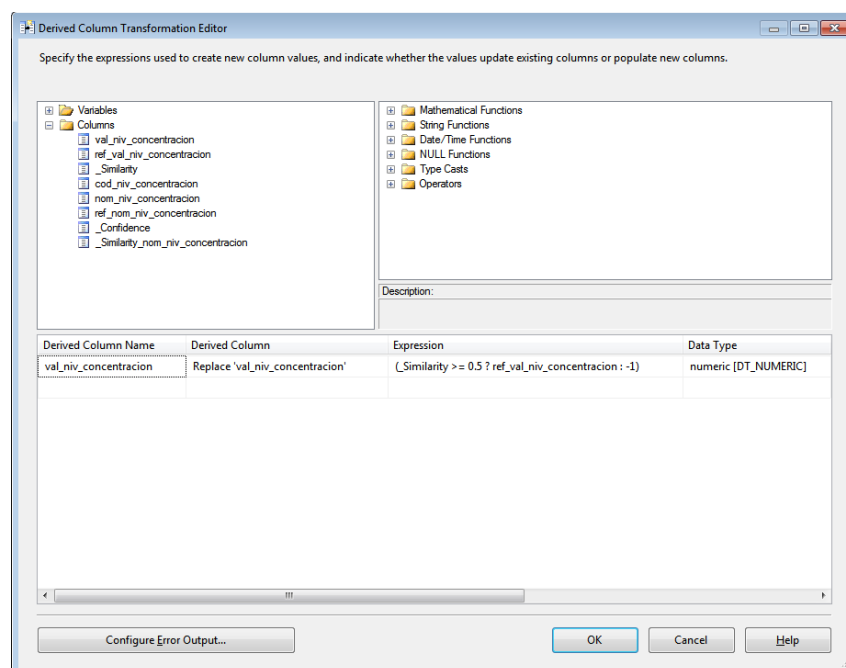 Derived Column Transformation Editor
Specify the expressions used to create new column values, and indicate whether the values update existing columns or populate new columns.
Variables
Columns
val_niv_concentracion
ref_val_niv_concentracion
_Similarity
cod_niv_concentracion
nom_niv_concentracion
ref_nom_niv_concentracion
_Confidence
_Similarity_nom_niv_concentracion
Mathematical Functions
String Functions
Date/Time Functions
NULL Functions
Type Casts
Operators
Description:
Derived Column Name Derived Column Expression Data Type
val_niv_concentracion Replace 'val_niv_concentracion' (_Similarity >= 0.5 ? ref_val_niv_concentracion : -1) numeric [DT_NUMERIC]
Configure Error Output... OK Cancel Help